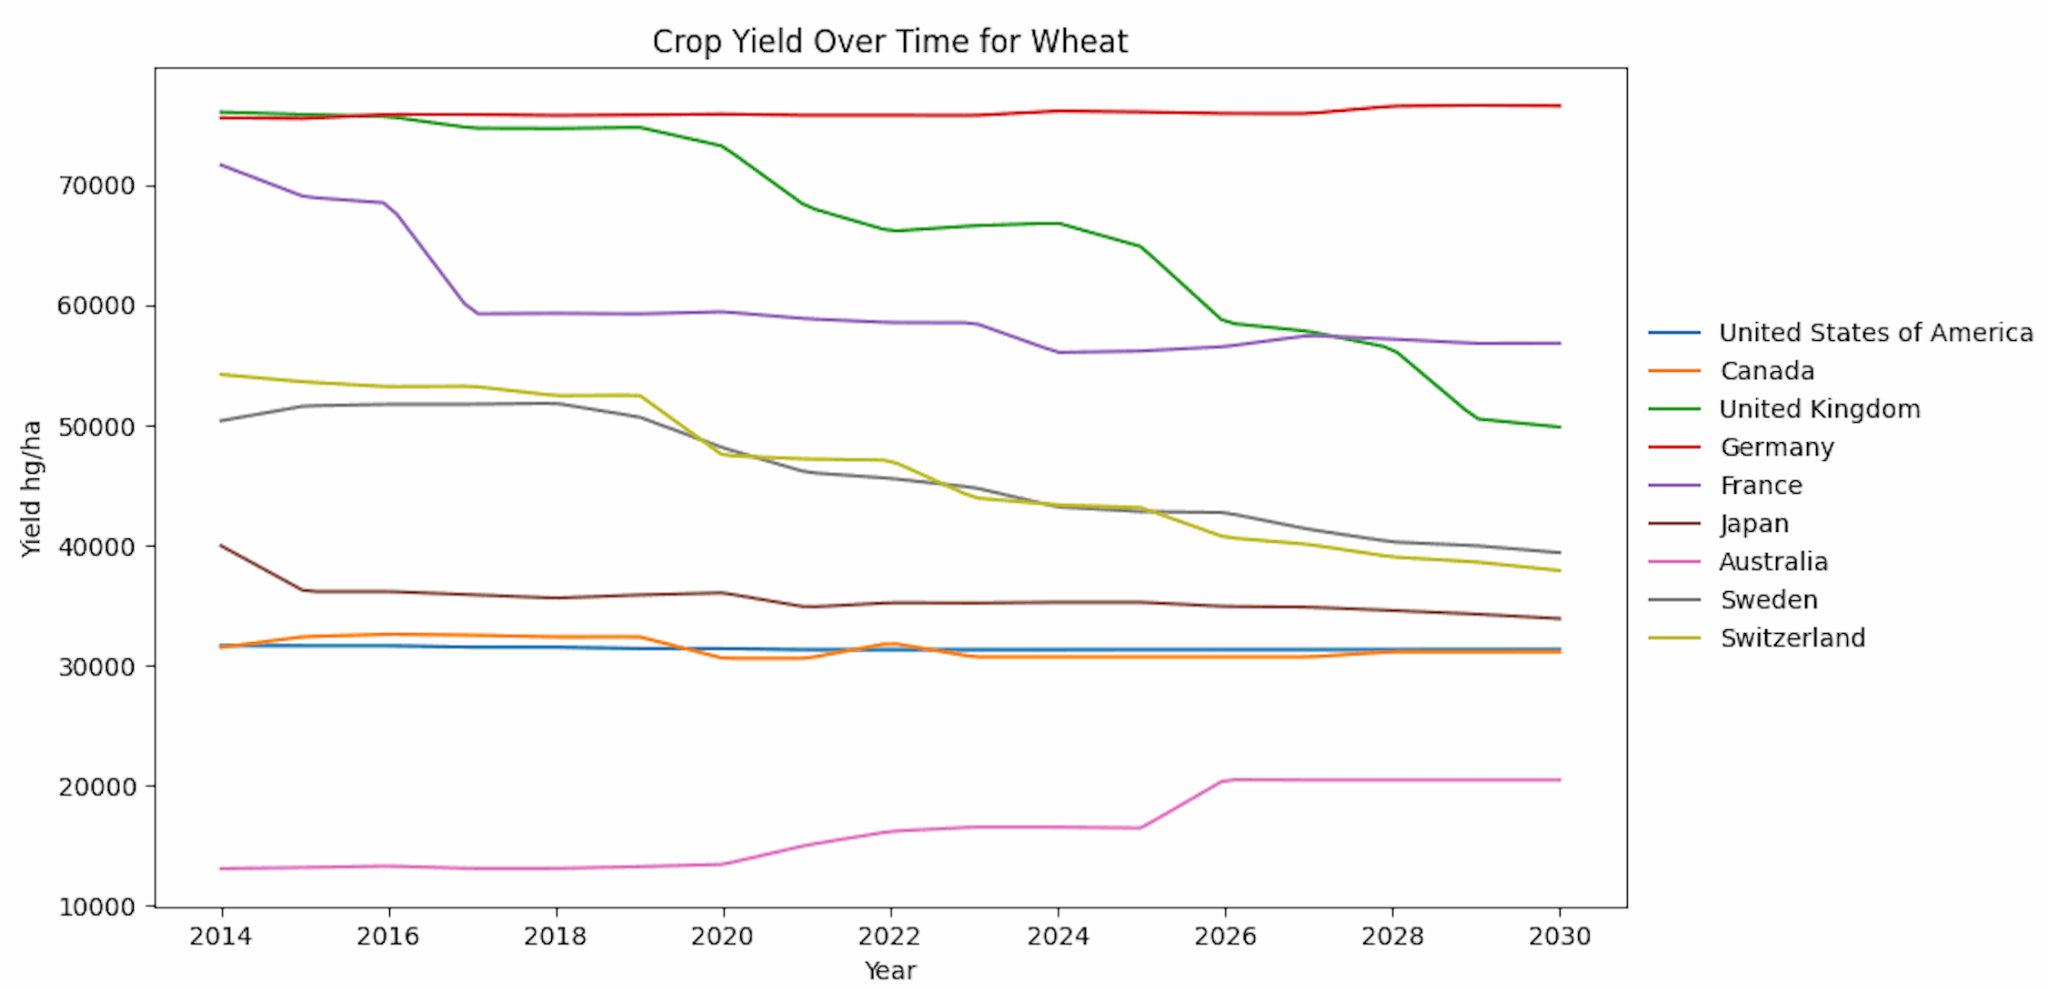 Crop Yield Over Time for Wheat
Yield hg/ha
70000
60000
50000
40000
30000
20000
10000
2014 2016 2018 2020 2022 2024 2026 2028 2030
Year
United States of America
Canada
United Kingdom
Germany
France
Japan
Australia
Sweden
Switzerland